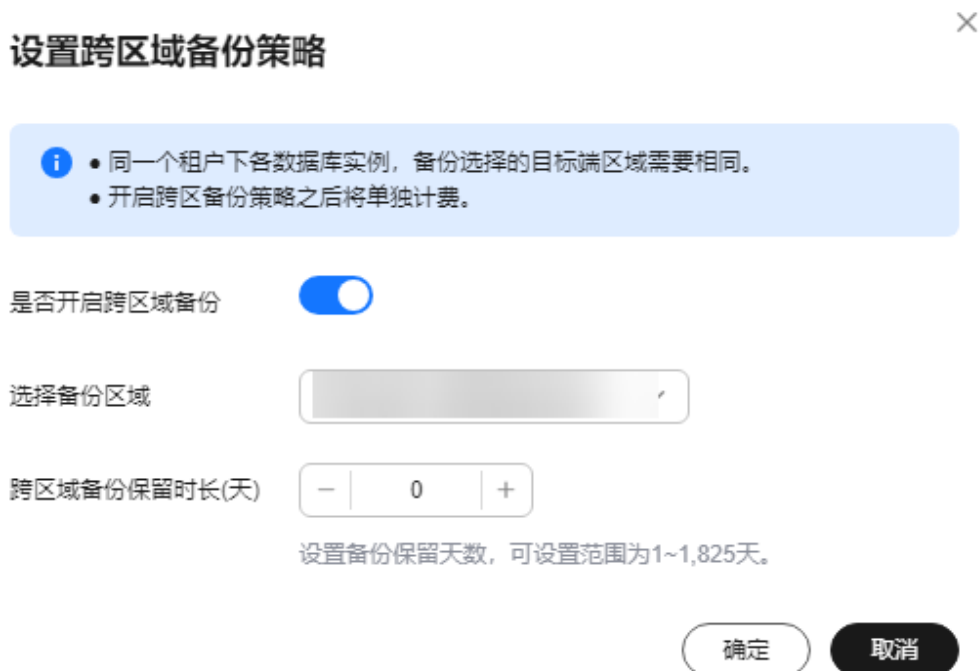 设置跨区域备份策略
● 同一个租户下各数据库实例，备份选择的目标端区域需要相同。
● 开启跨区备份策略之后将单独计费。
是否开启跨区域备份
选择备份区域
跨区域备份保留时长(天)
0
设置备份保留天数，可设置范围为1~1,825天。
确定 取消